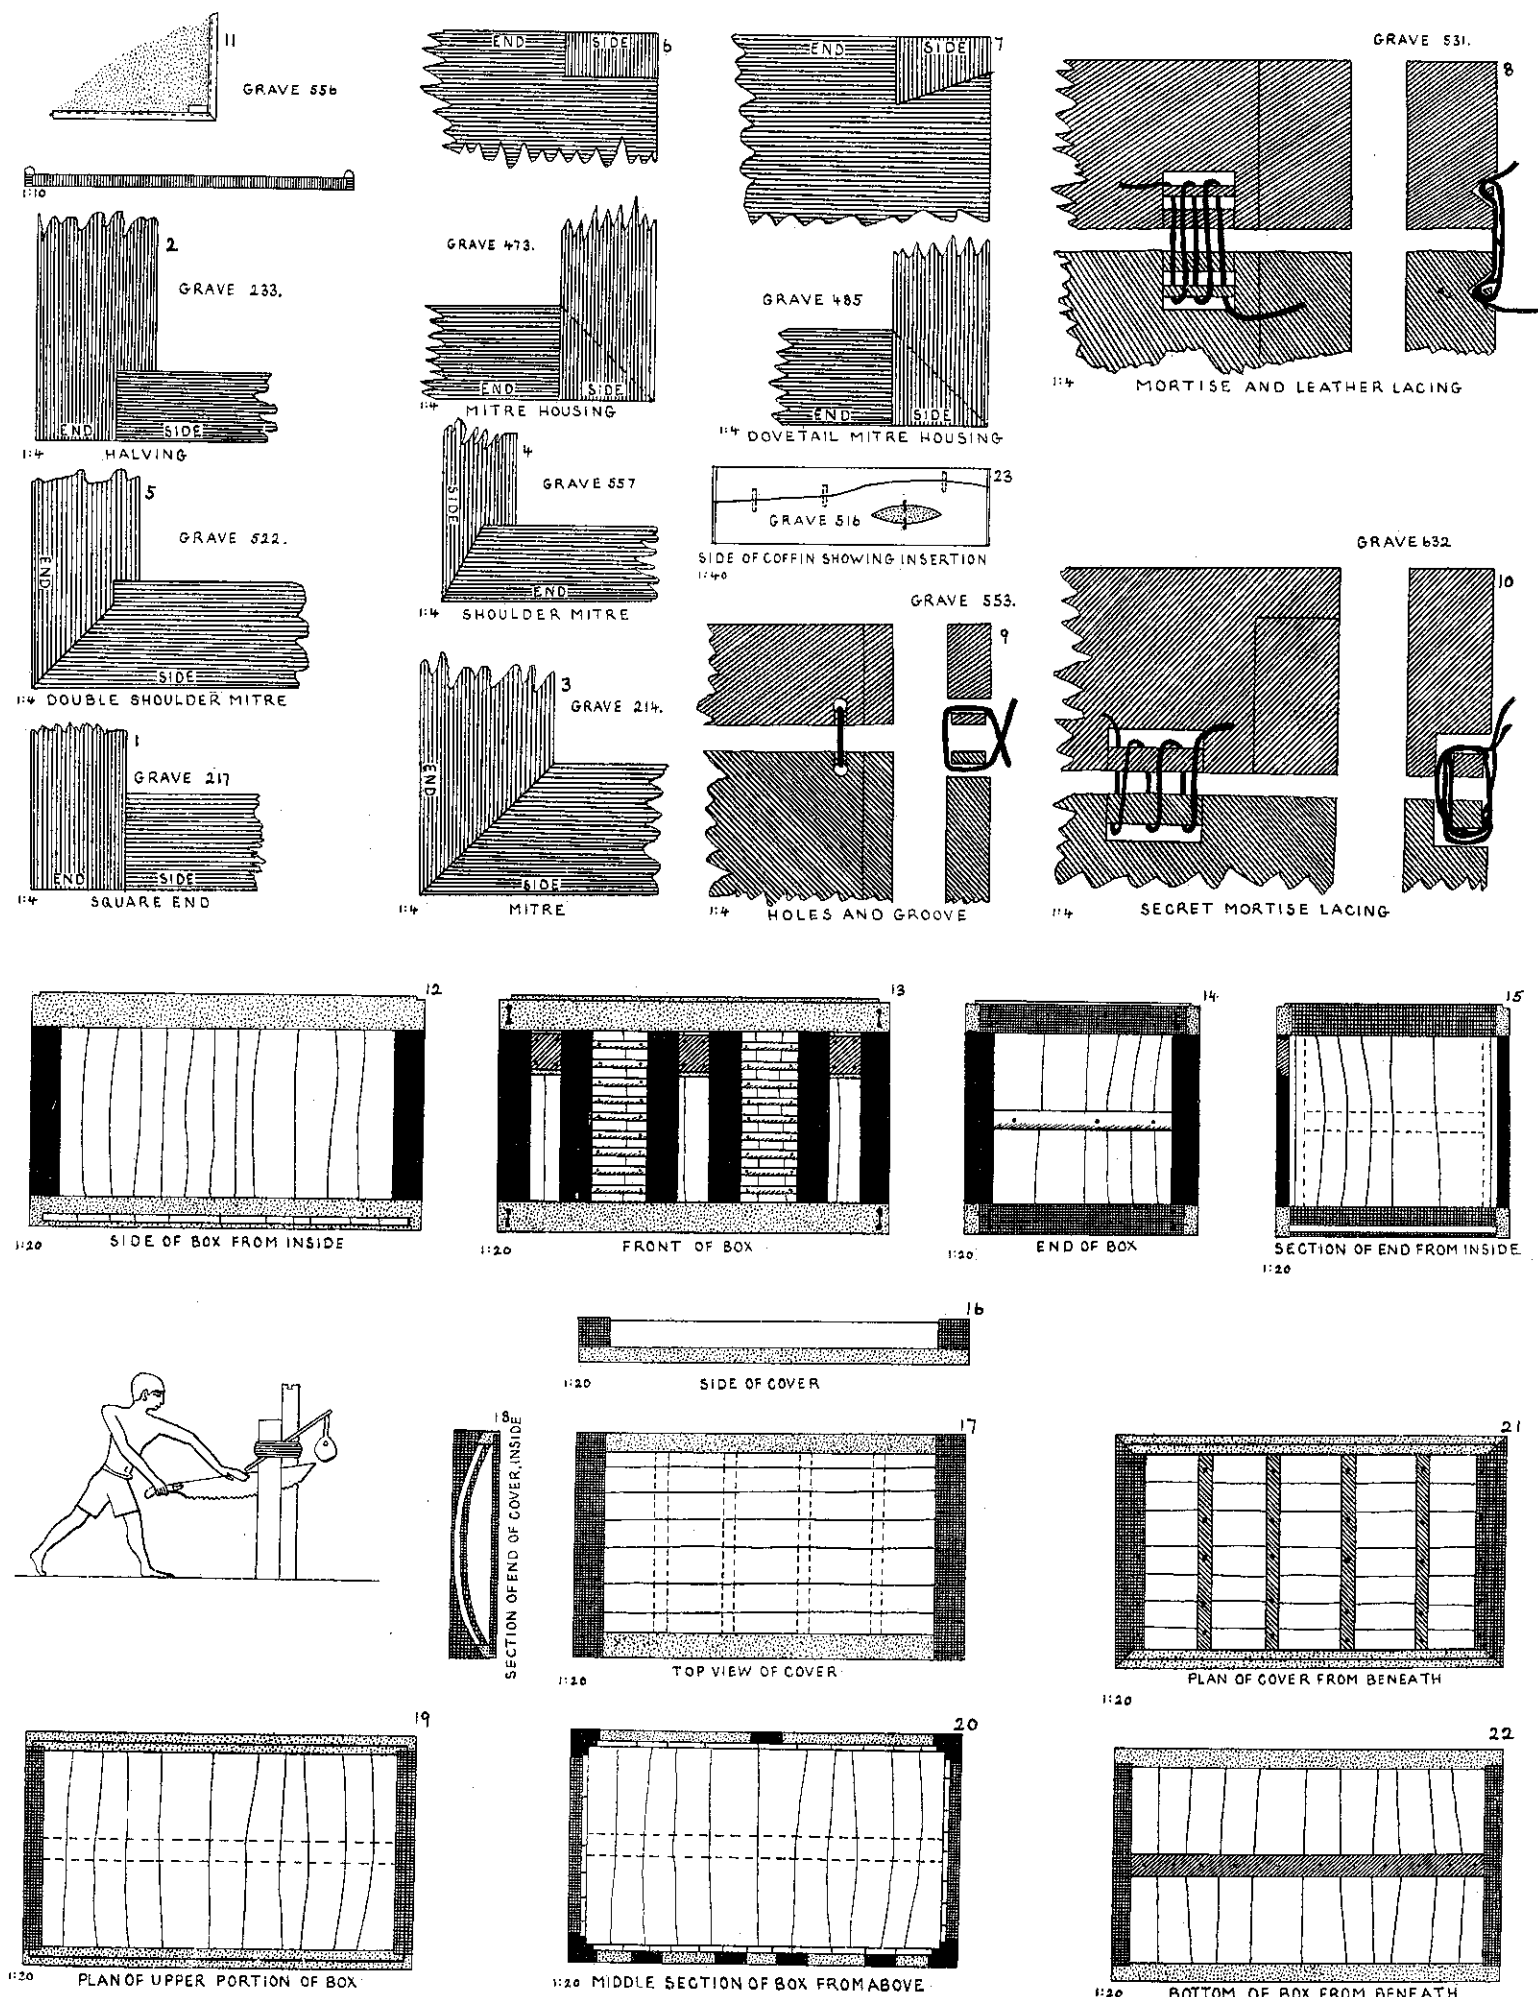 11
GRAVE 556
1:10
END SIDE 6
END SIDE 7
GRAVE 531.
8
1:4 MORTISE AND LEATHER LACING
2
GRAVE 233.
END SIDE
1:4 HALVING
GRAVE 473.
END SIDE
1:4 MITRE HOUSING
GRAVE 485
END SIDE
1:4 DOVETAIL MITRE HOUSING
5
GRAVE 522.
END
SIDE
1:4 DOUBLE SHOULDER MITRE
4
GRAVE 557
SIDE
END
1:4 SHOULDER MITRE
23
GRAVE 516
SIDE OF COFFIN SHOWING INSERTION
1:40
GRAVE 553.
9
1:4 HOLES AND GROOVE
GRAVE 632
10
1:4 SECRET MORTISE LACING
1
GRAVE 217
END SIDE
1:4 SQUARE END
3
GRAVE 214.
END
SIDE
1:4 MITRE
12
1:20 SIDE OF BOX FROM INSIDE
13
1:20 FRONT OF BOX
14
1:20 END OF BOX
15
SECTION OF END FROM INSIDE
1:20
16
1:20 SIDE OF COVER
18
SECTION OF END OF COVER, INSIDE
17
1:20 TOP VIEW OF COVER
21
PLAN OF COVER FROM BENEATH
1:20
19
1:20 PLAN OF UPPER PORTION OF BOX
20
1:20 MIDDLE SECTION OF BOX FROM ABOVE
22
1:20 BOTTOM OF BOX FROM BENEATH